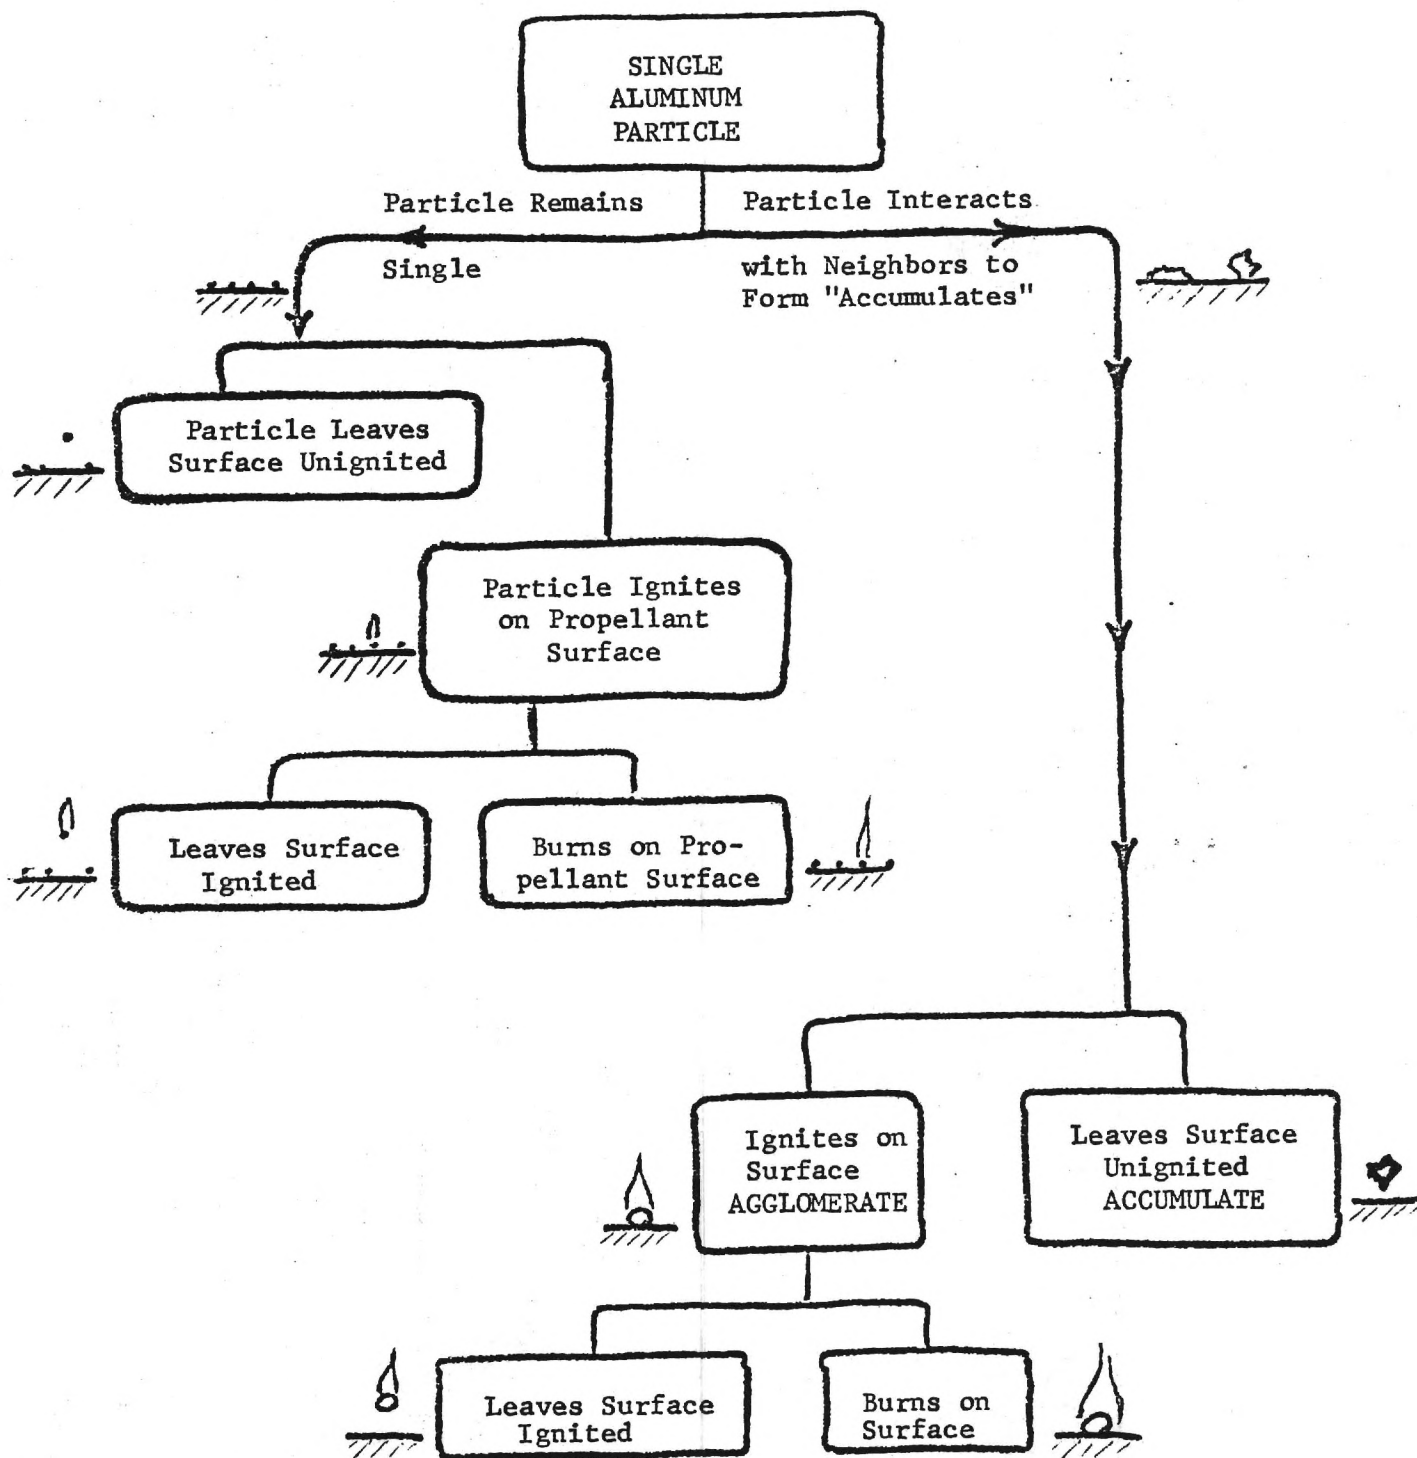 SINGLE
ALUMINUM
PARTICLE
Particle Remains
Single
Particle Interacts
with Neighbors to
Form "Accumulates"
Particle Leaves
Surface Unignited
Particle Ignites
on Propellant
Surface
Leaves Surface
Ignited
Burns on Pro-
pellant Surface
Ignites on
Surface
AGGLOMERATE
Leaves Surface
Unignited
ACCUMULATE
Leaves Surface
Ignited
Burns on
Surface